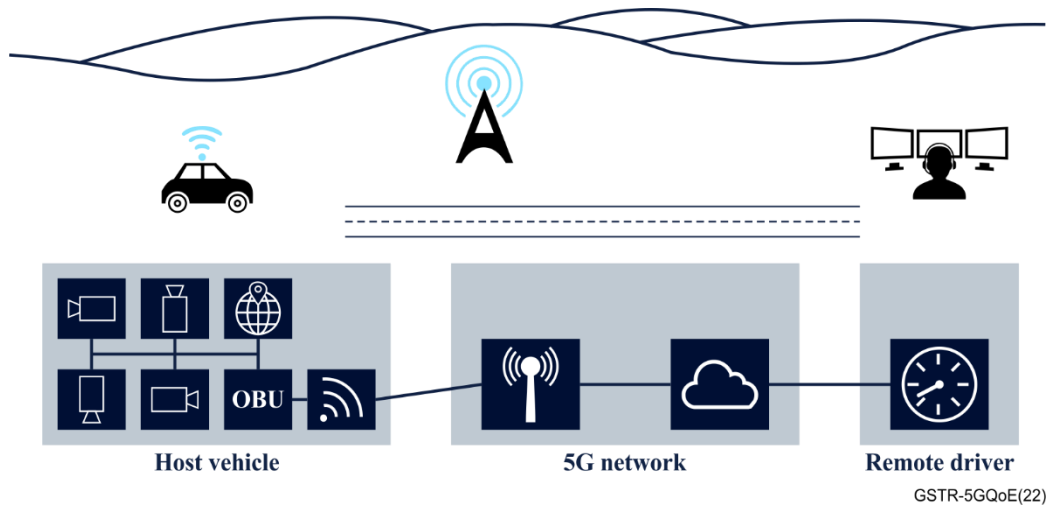 OBU
Host vehicle
5G network
Remote driver
GSTR-5GQoE(22)